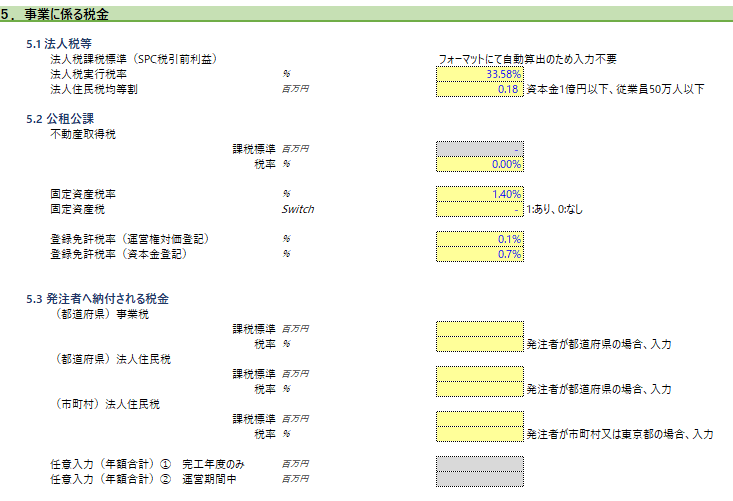 5．事業に係る税金
5.1 法人税等
法人税課税標準（SPC税引前利益） フォーマットにて自動算出のため入力不要
法人税実行税率 % 33.58%
法人住民税均等割 百万円 0.18 資本金1億円以下、従業員50万人以下
5.2 公租公課
不動産取得税
課税標準 百万円 -
税率 % 0.00%
固定資産税率 % 1.40%
固定資産税 Switch - 1:あり、0:なし
登録免許税率（運営権対価登記） % 0.1%
登録免許税率（資本金登記） % 0.7%
5.3 発注者へ納付される税金
（都道府県）事業税
課税標準 百万円
税率 % 発注者が都道府県の場合、入力
（都道府県）法人住民税
課税標準 百万円
税率 % 発注者が都道府県の場合、入力
（市町村）法人住民税
課税標準 百万円
税率 % 発注者が市町村又は東京都の場合、入力
任意入力（年額合計）① 完工年度のみ 百万円
任意入力（年額合計）② 運営期間中 百万円